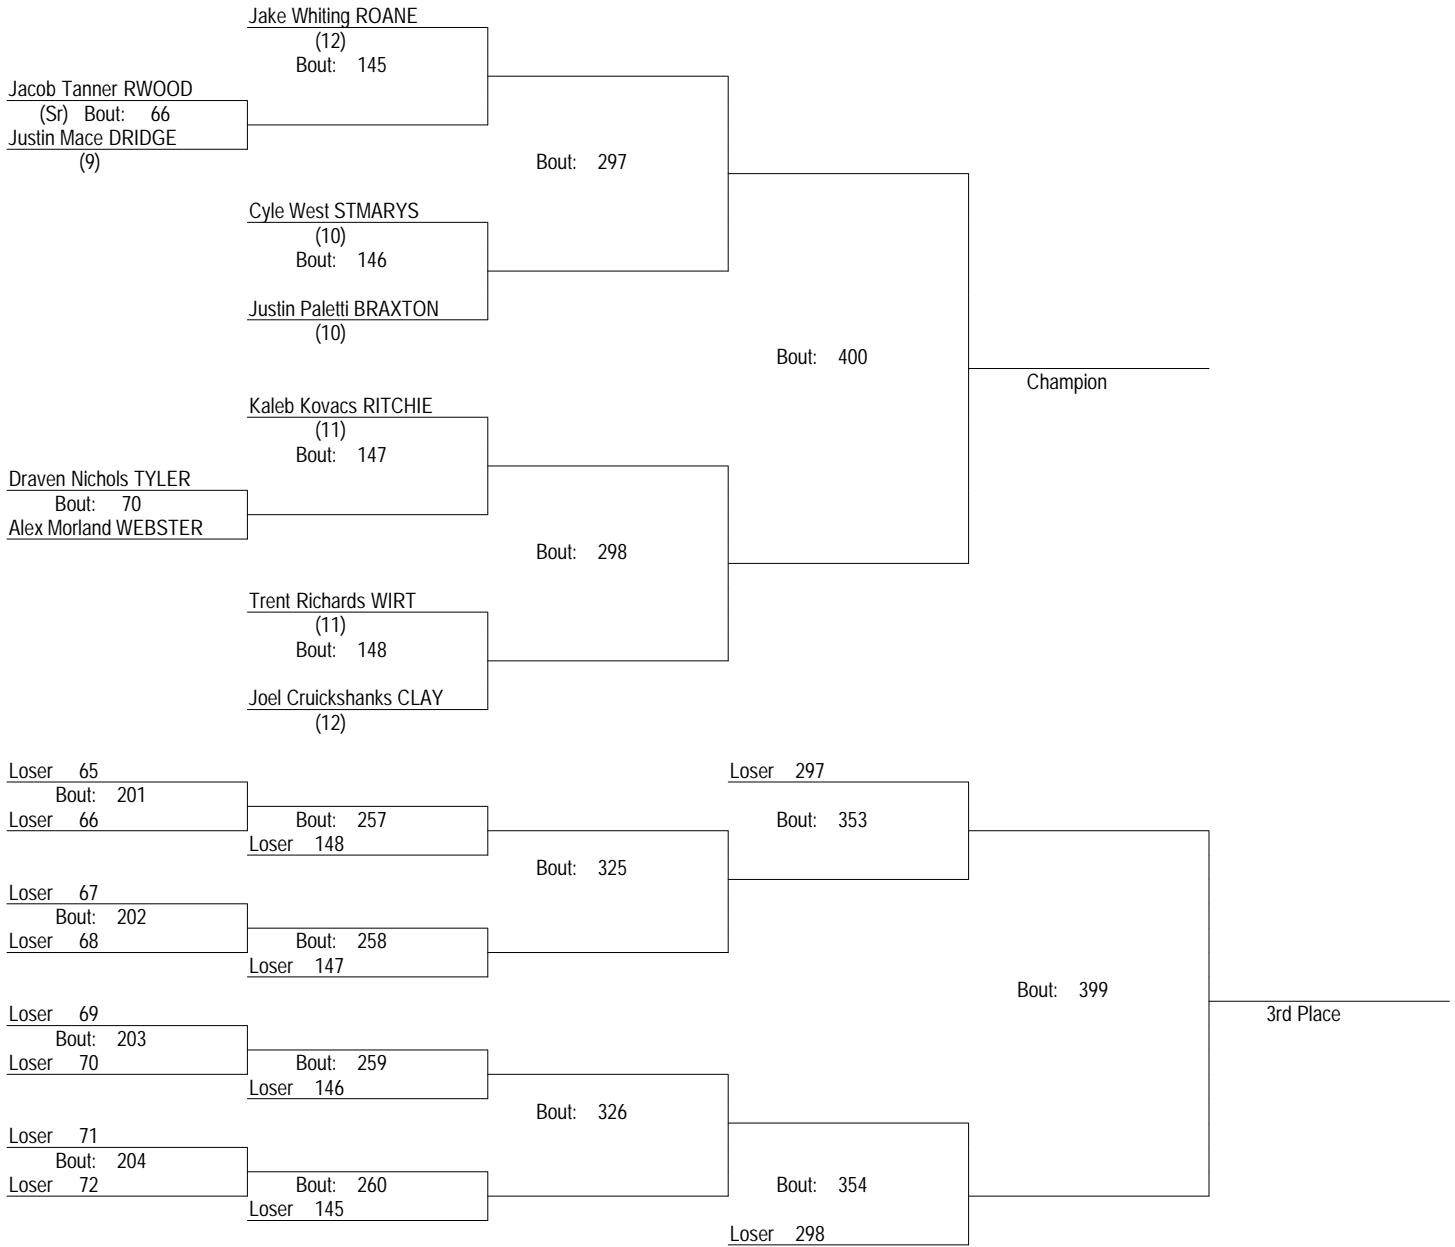 Jake Whiting ROANE
(12)
Bout: 145
Jacob Tanner RWOOD
(Sr) Bout: 66
Justin Mace DRIDGE
(9)
Bout: 297
Cyle West STMARYS
(10)
Bout: 146
Justin Paletti BRAXTON
(10)
Bout: 400
Champion
Kaleb Kovacs RITCHIE
(11)
Bout: 147
Draven Nichols TYLER
Bout: 70
Alex Morland WEBSTER
Bout: 298
Trent Richards WIRT
(11)
Bout: 148
Joel Cruickshanks CLAY
(12)
Loser 65
Bout: 201
Loser 66
Bout: 257
Loser 148
Loser 297
Bout: 353
Bout: 325
Loser 67
Bout: 202
Loser 68
Bout: 258
Loser 147
Bout: 399
3rd Place
Loser 69
Bout: 203
Loser 70
Bout: 259
Loser 146
Bout: 326
Loser 71
Bout: 204
Loser 72
Bout: 260
Loser 145
Bout: 354
Loser 298